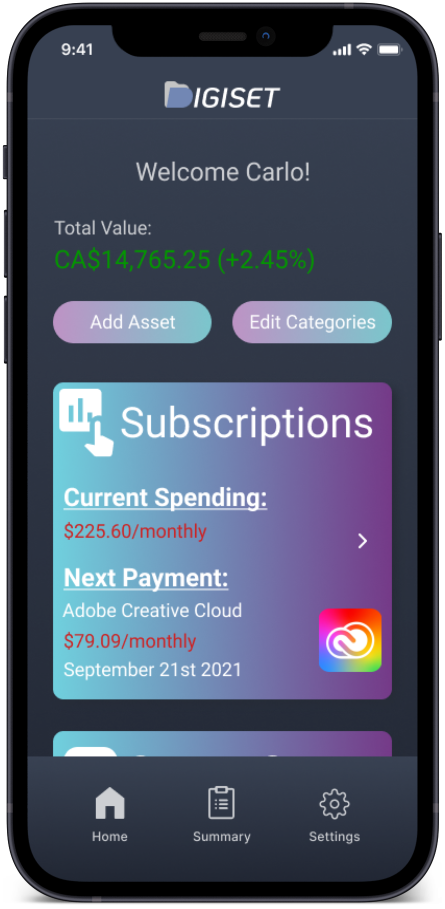 9:41
DIGISET
Welcome Carlo!
Total Value:
CA$14,765.25 (+2.45%)
Add Asset
Edit Categories
Subscriptions
Current Spending:
$225.60/monthly
Next Payment:
Adobe Creative Cloud
$79.09/monthly
September 21st 2021
Home
Summary
Settings